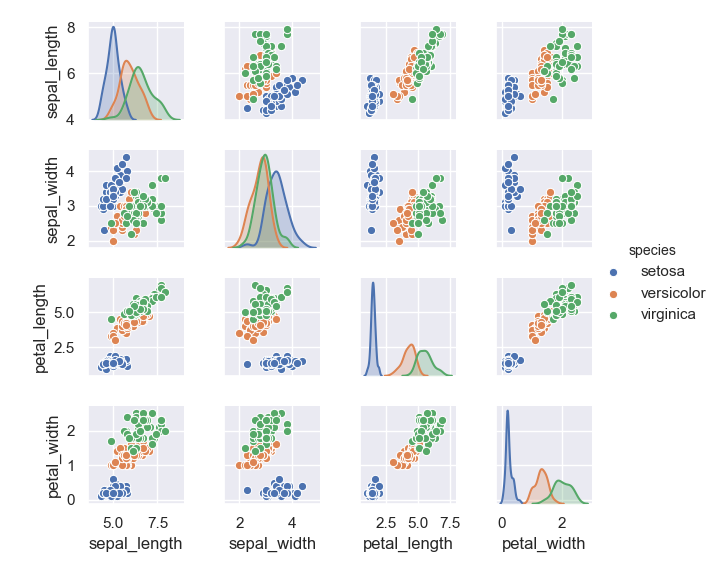 sepal_length
8
6
4
sepal_width
4
3
2
petal_length
5.0
2.5
petal_width
2
1
0
5.0 7.5
2 4
2.5 5.0 7.5
0 2
sepal_length sepal_width petal_length petal_width
species
setosa
versicolor
virginica